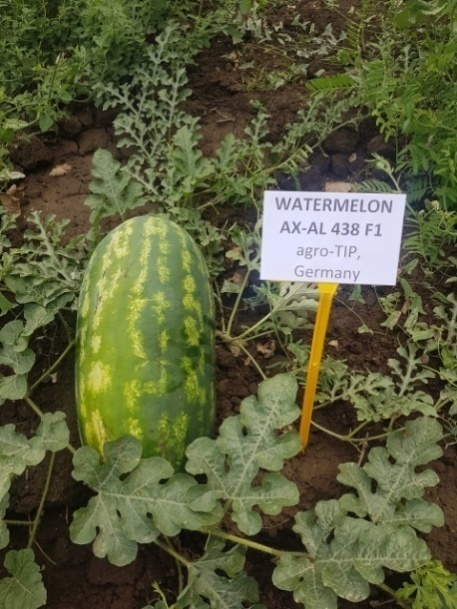 WATERMELON
AX-AL 438 F1
agro-TIP,
Germany